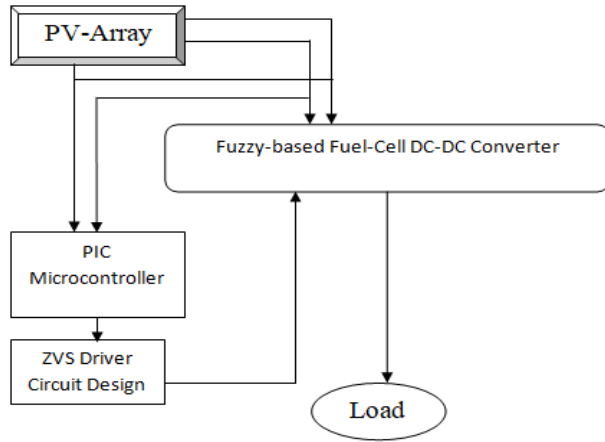 PV-Array
Fuzzy-based Fuel-Cell DC-DC Converter
PIC
Microcontroller
ZVS Driver
Circuit Design
Load